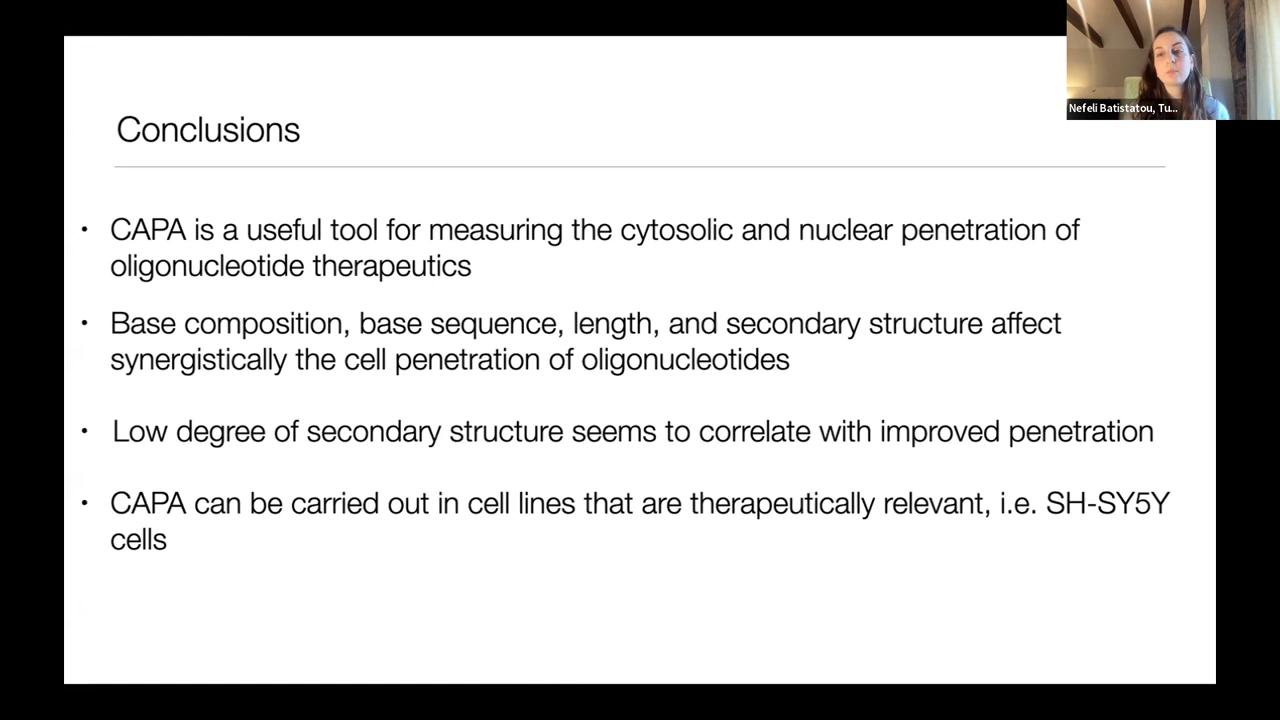 Nefeli Batistatou, Tu...
Conclusions
• CAPA is a useful tool for measuring the cytosolic and nuclear penetration of
oligonucleotide therapeutics
• Base composition, base sequence, length, and secondary structure affect
synergistically the cell penetration of oligonucleotides
• Low degree of secondary structure seems to correlate with improved penetration
• CAPA can be carried out in cell lines that are therapeutically relevant, i.e. SH-SY5Y
cells